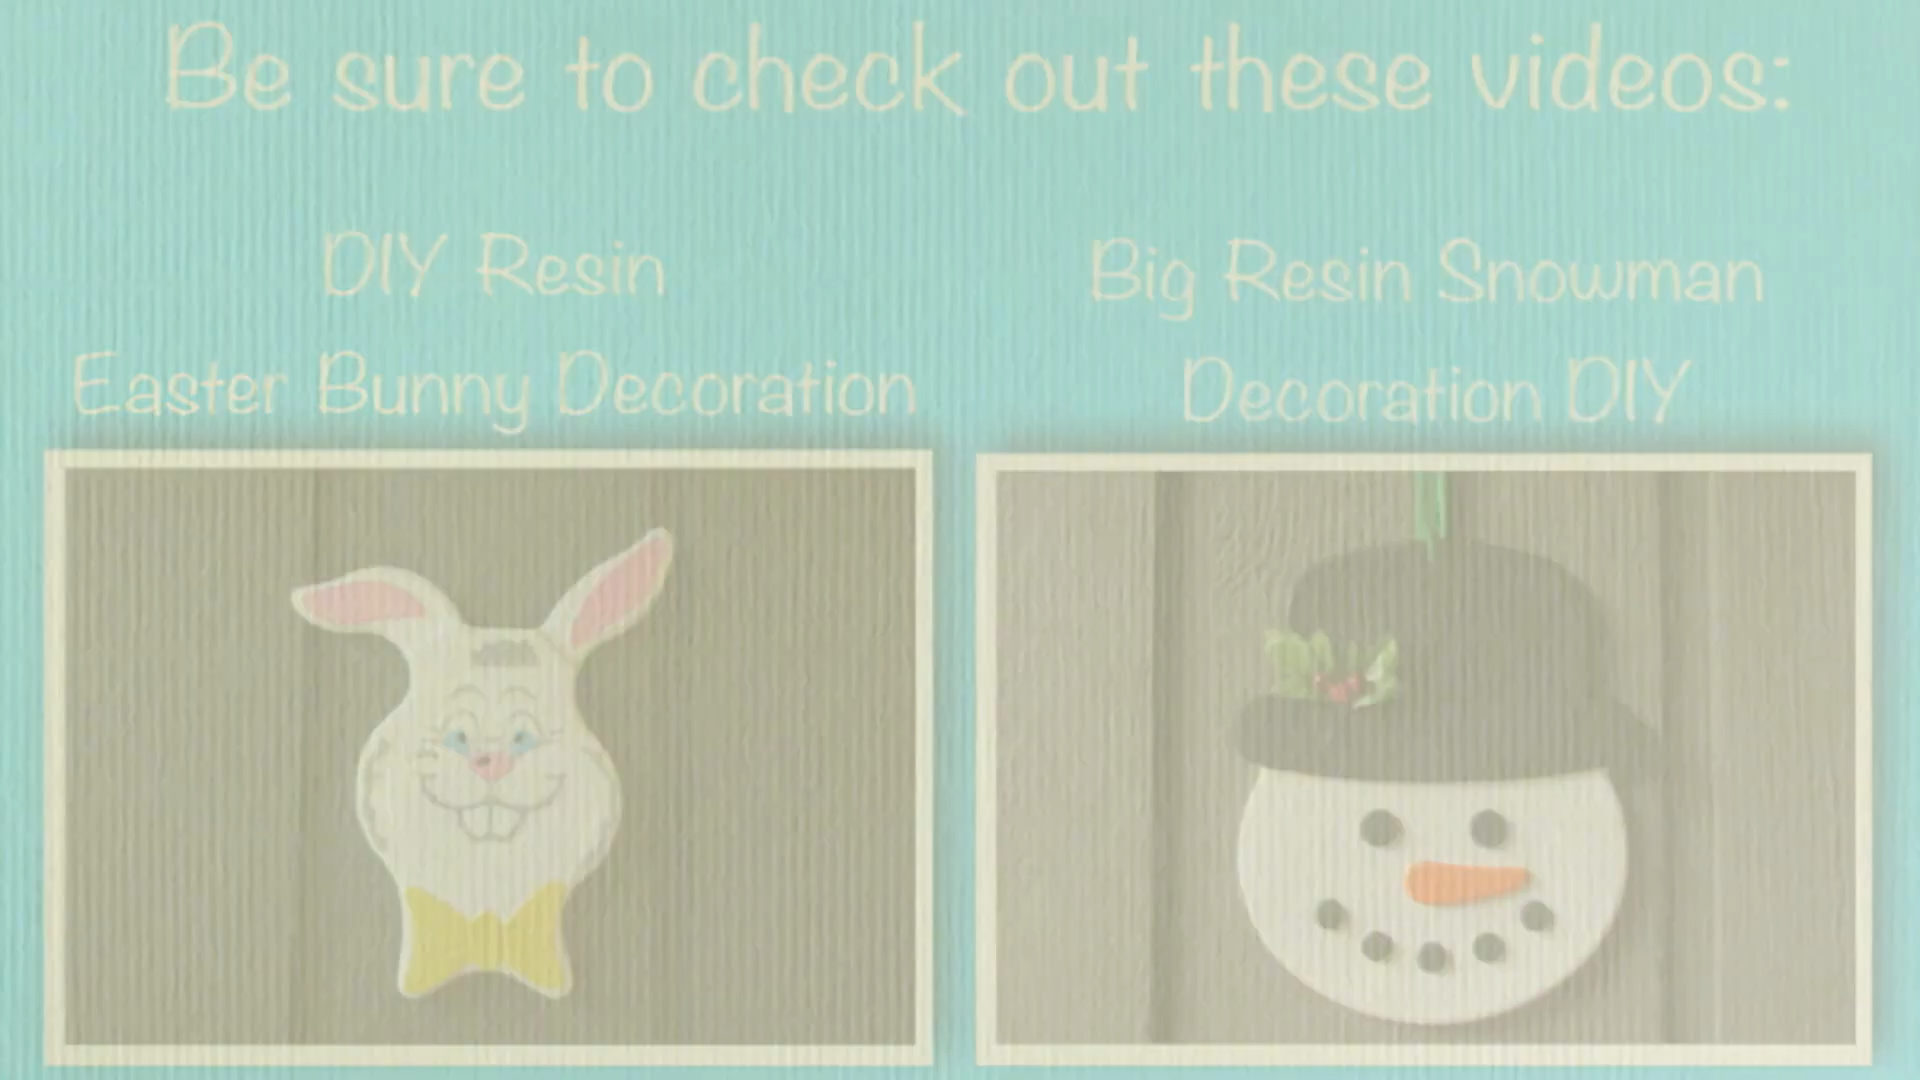 Be sure to check out these videos:
DIY Resin
Easter Bunny Decoration
Big Resin Snowman
Decoration DIY